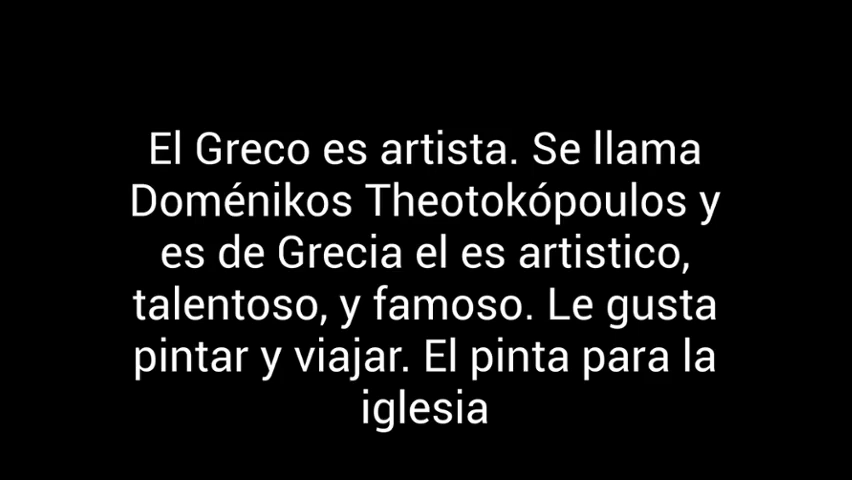 El Greco es artista. Se llama
Doménikos Theotokópoulos y
es de Grecia el es artistico,
talentoso, y famoso. Le gusta
pintar y viajar. El pinta para la
iglesia